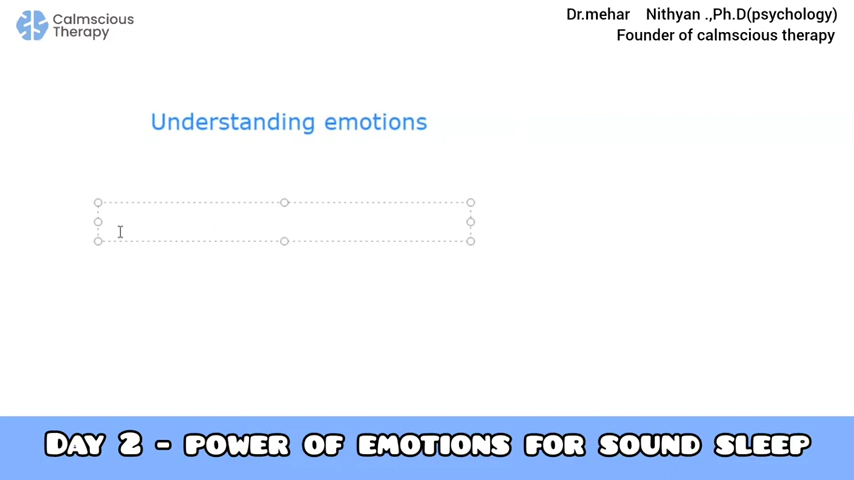 Calmscious
Therapy
Dr.mehar Nithyan .,Ph.D(psychology)
Founder of calmscious therapy
Understanding emotions
Day 2 - power of emotions for sound sleep